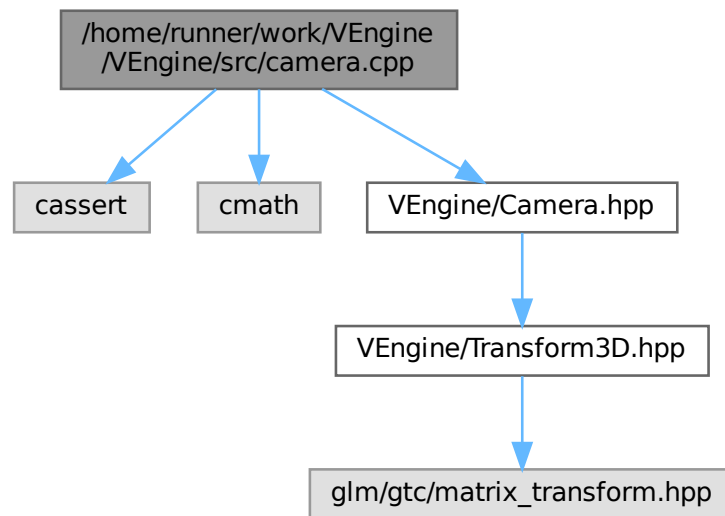 /home/runner/work/VEngine
/VEngine/src/camera.cpp
cassert
cmath
VEngine/Camera.hpp
VEngine/Transform3D.hpp
glm/gtc/matrix_transform.hpp